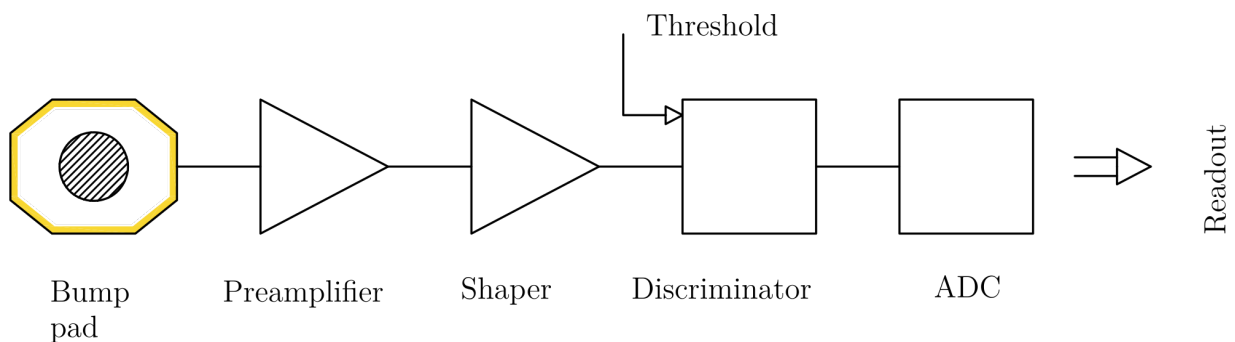 Threshold
Readout
Bump
pad
Preamplifier
Shaper
Discriminator
ADC